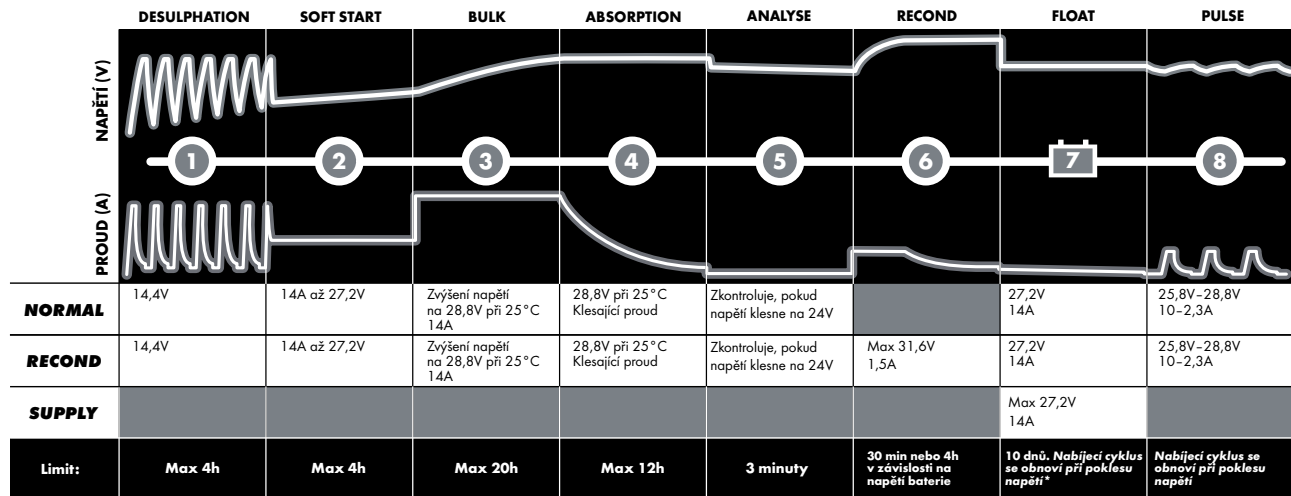 DESULPHATION SOFT START BULK ABSORPTION ANALYSE RECOND FLOAT PULSE
NAPĚTÍ (V)
1 2 3 4 5 6 7 8
PROUD (A)
NORMAL
14,4V
14A až 27,2V
Zvýšení napětí
na 28,8V při 25°C
14A
28,8V při 25°C
Klesající proud
Zkontroluje, pokud
napětí klesne na 24V
27,2V
14A
25,8V–28,8V
10–2,3A
RECOND
14,4V
14A až 27,2V
Zvýšení napětí
na 28,8V při 25°C
14A
28,8V při 25°C
Klesající proud
Zkontroluje, pokud
napětí klesne na 24V
Max 31,6V
1,5A
27,2V
14A
25,8V–28,8V
10–2,3A
SUPPLY
Max 27,2V
14A
Limit:
Max 4h
Max 4h
Max 20h
Max 12h
3 minuty
30 min nebo 4h
v závislosti na
napětí baterie
10 dnů. Nabíjecí cyklus
se obnoví při poklesu
napětí*
Nabíjecí cyklus se
obnoví při poklesu
napětí